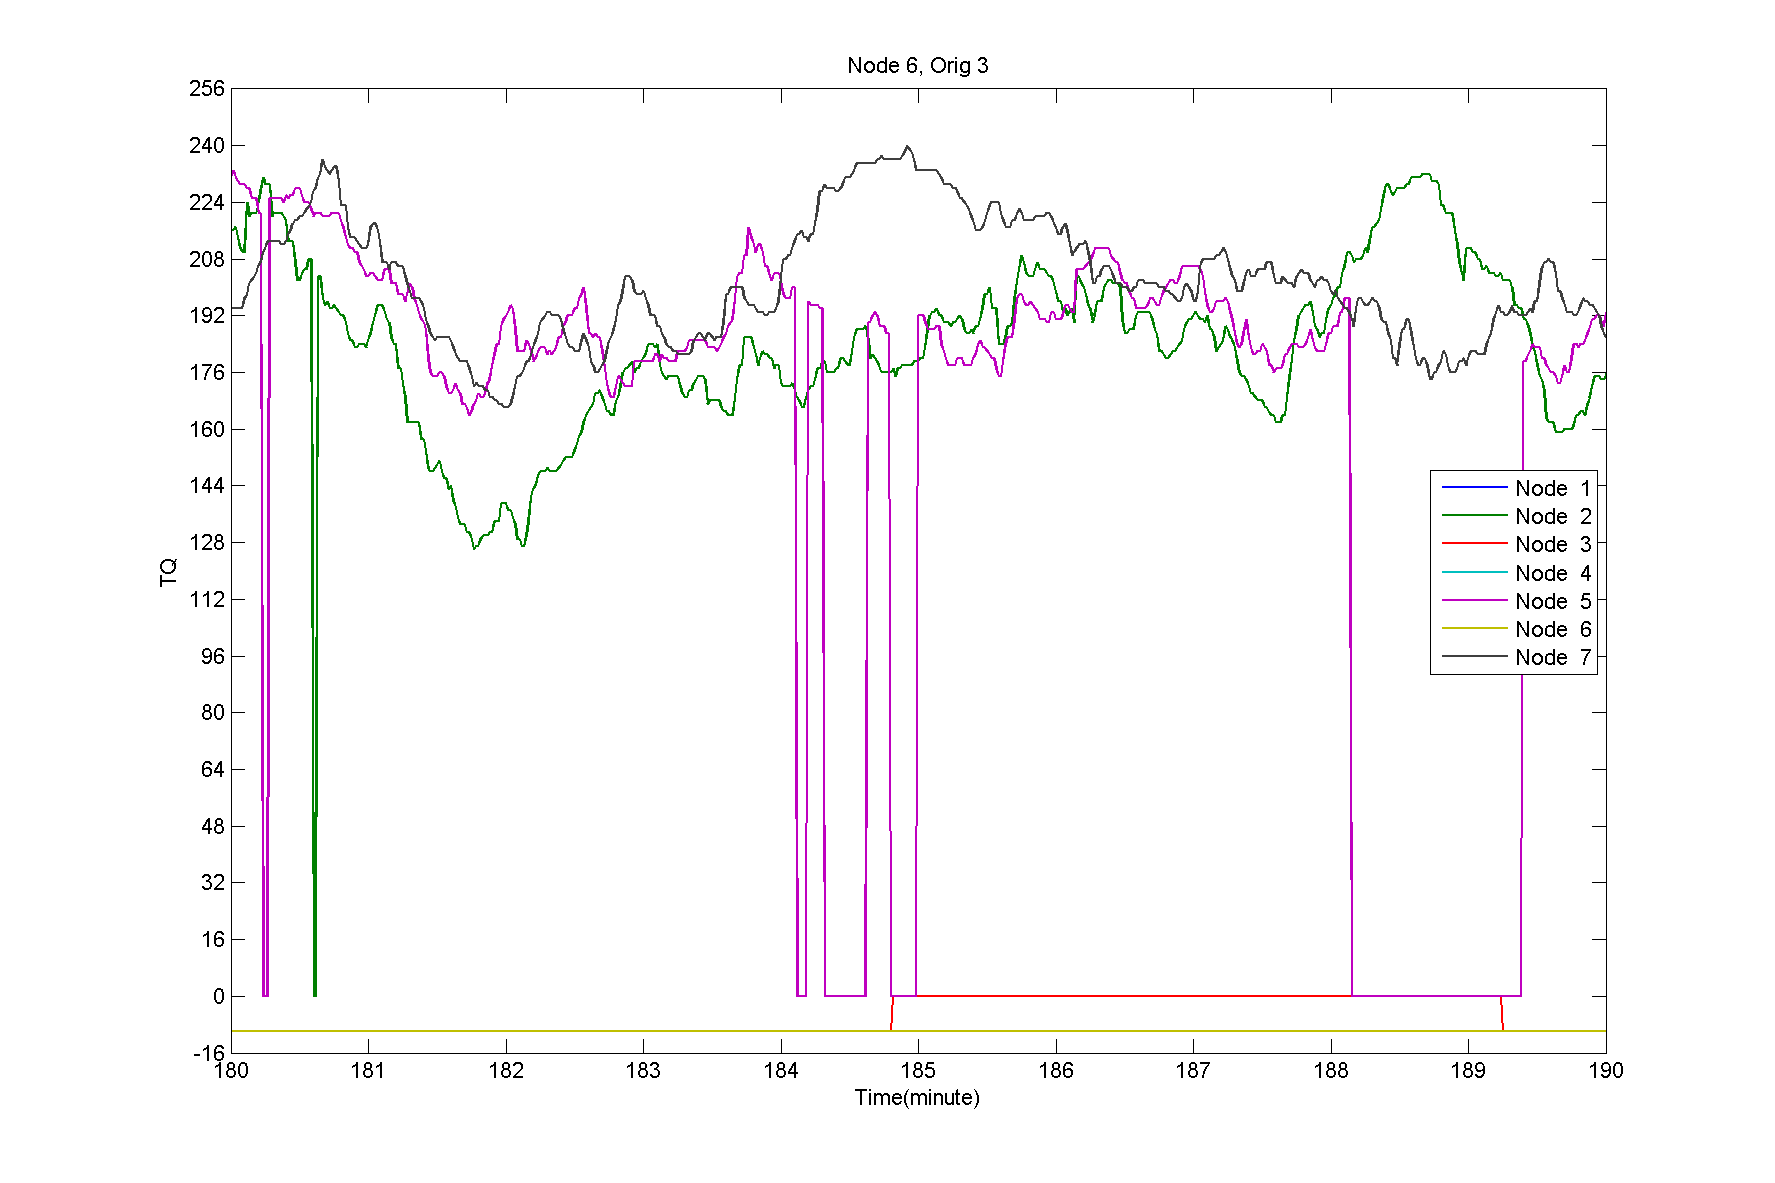 Node 6, Orig 3
256
240
224
208
192
176
160
144
128
112
96
80
64
48
32
16
0
-16
TQ
180 181 182 183 184 185 186 187 188 189 190
Time(minute)
Node 1
Node 2
Node 3
Node 4
Node 5
Node 6
Node 7